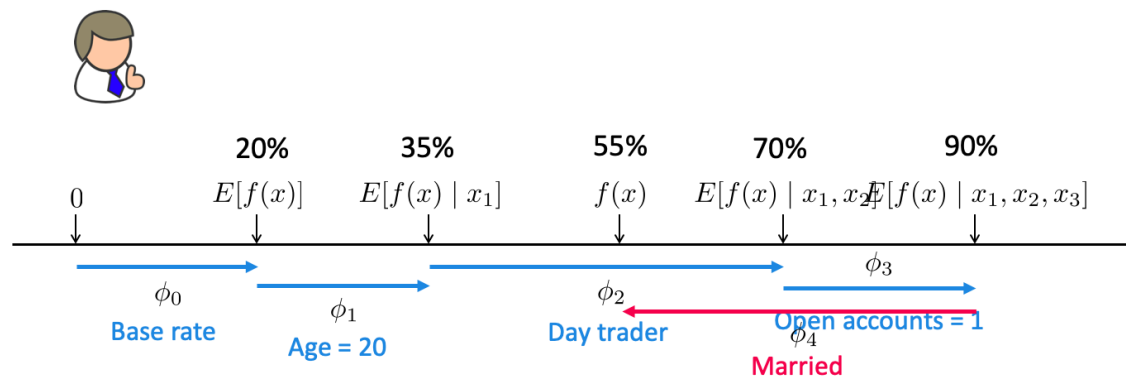 20% 35% 55% 70% 90%
0 E[f(x)] E[f(x) | x₁] f(x) E[f(x) | x₁, x₂] E[f(x) | x₁, x₂, x₃]
ϕ₀ ϕ₁ ϕ₂ ϕ₃
Base rate Age = 20 Day trader Open accounts = 1
ϕ₄
Married